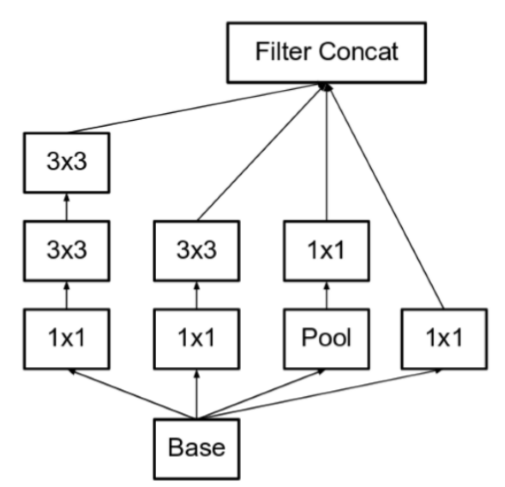 Filter Concat
3x3
3x3
3x3
1x1
1x1
1x1
Pool
1x1
Base